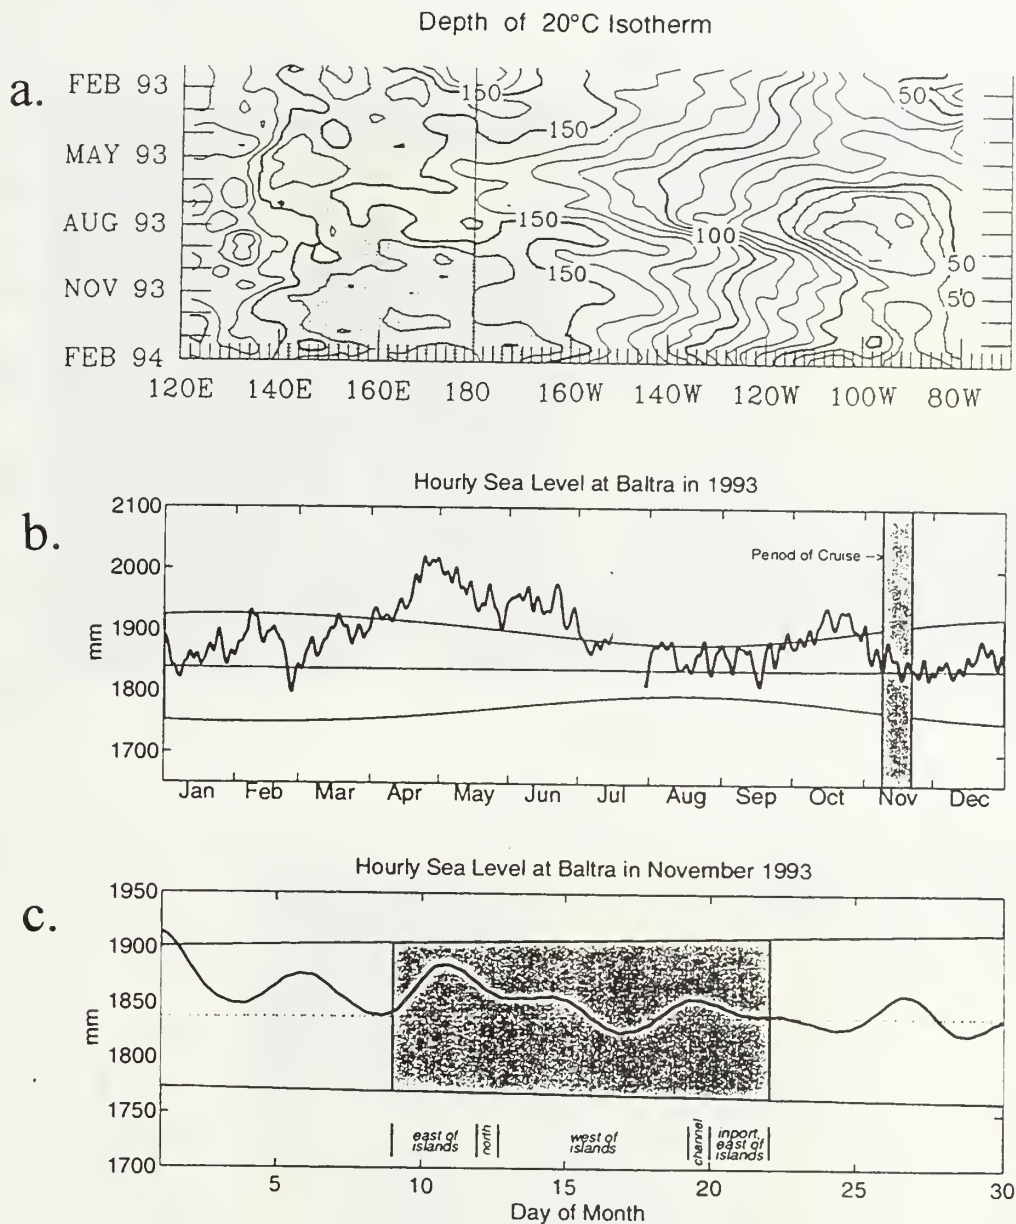 Depth of 20°C Isotherm
a.
FEB 93
MAY 93
AUG 93
NOV 93
FEB 94
150
50
150
150
100
150
50
50
120E 140E 160E 180 160W 140W 120W 100W 80W
Hourly Sea Level at Baltra in 1993
b.
mm
2100
2000
1900
1800
1700
Period of Cruise -->
Jan Feb Mar Apr May Jun Jul Aug Sep Oct Nov Dec
Hourly Sea Level at Baltra in November 1993
c.
mm
1950
1900
1850
1800
1750
1700
east of
islands
north
west of
islands
channel
inport,
east of
islands
5 10 15 20 25 30
Day of Month